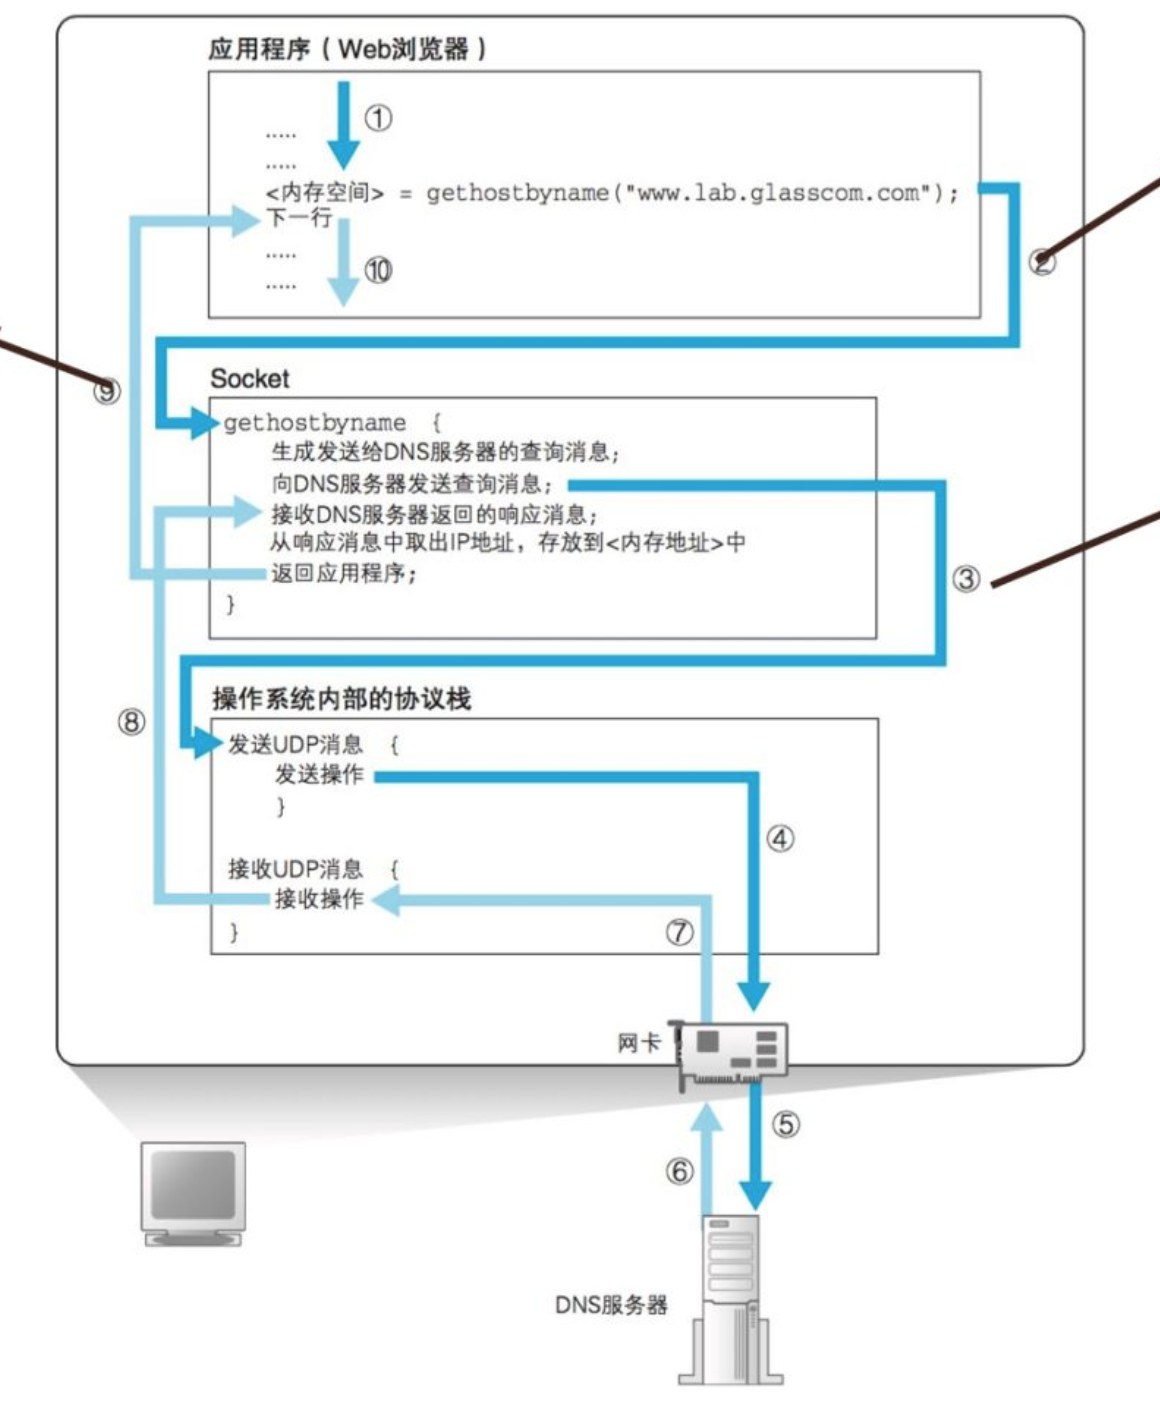 应用程序（Web浏览器）
①
.....
.....
<内存空间> = gethostbyname("www.lab.glasscom.com");
下一行
②
.....
⑩
.....
⑨
Socket
gethostbyname {
生成发送给DNS服务器的查询消息;
向DNS服务器发送查询消息;
接收DNS服务器返回的响应消息;
从响应消息中取出IP地址，存放到<内存地址>中
返回应用程序;
③
}
操作系统内部的协议栈
⑧
发送UDP消息 {
发送操作
}
④
接收UDP消息 {
接收操作
}
⑦
网卡
⑤
⑥
DNS服务器